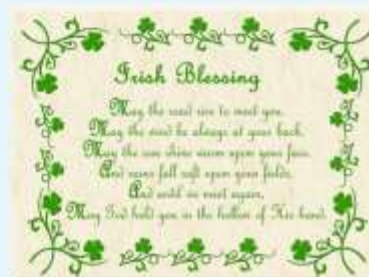 Irish Blessing
May the road rise to meet you.
May the wind be always at your back.
May the sun shine warm upon your face.
And rains fall soft upon your fields.
And until we meet again,
May God hold you in the hollow of His hand.